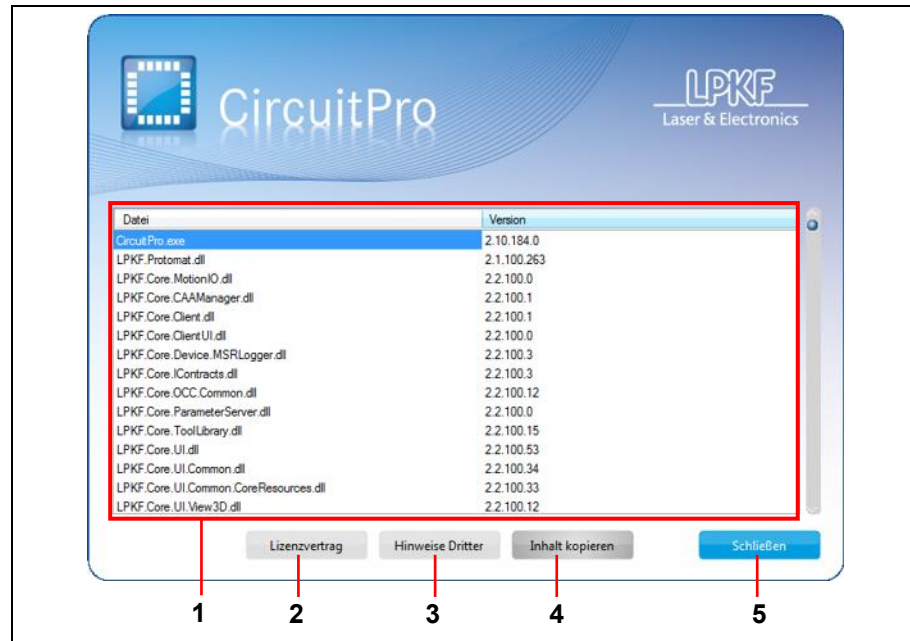 CircuitPro
LPKF
Laser & Electronics
Datei Version
CircuitPro.exe 2.10.184.0
LPKF.Protomat.dll 2.1.100.263
LPKF.Core.MotionIO.dll 2.2.100.0
LPKF.Core.CAAManager.dll 2.2.100.1
LPKF.Core.Client.dll 2.2.100.1
LPKF.Core.ClientUI.dll 2.2.100.0
LPKF.Core.Device.MSRLogger.dll 2.2.100.3
LPKF.Core.IContracts.dll 2.2.100.3
LPKF.Core.OCC.Common.dll 2.2.100.12
LPKF.Core.ParameterServer.dll 2.2.100.0
LPKF.Core.ToolLibrary.dll 2.2.100.15
LPKF.Core.UI.dll 2.2.100.53
LPKF.Core.UI.Common.dll 2.2.100.34
LPKF.Core.UI.Common.CoreResources.dll 2.2.100.33
LPKF.Core.UI.View3D.dll 2.2.100.12
Lizenzvertrag Hinweise Dritter Inhalt kopieren Schließen
1 2 3 4 5